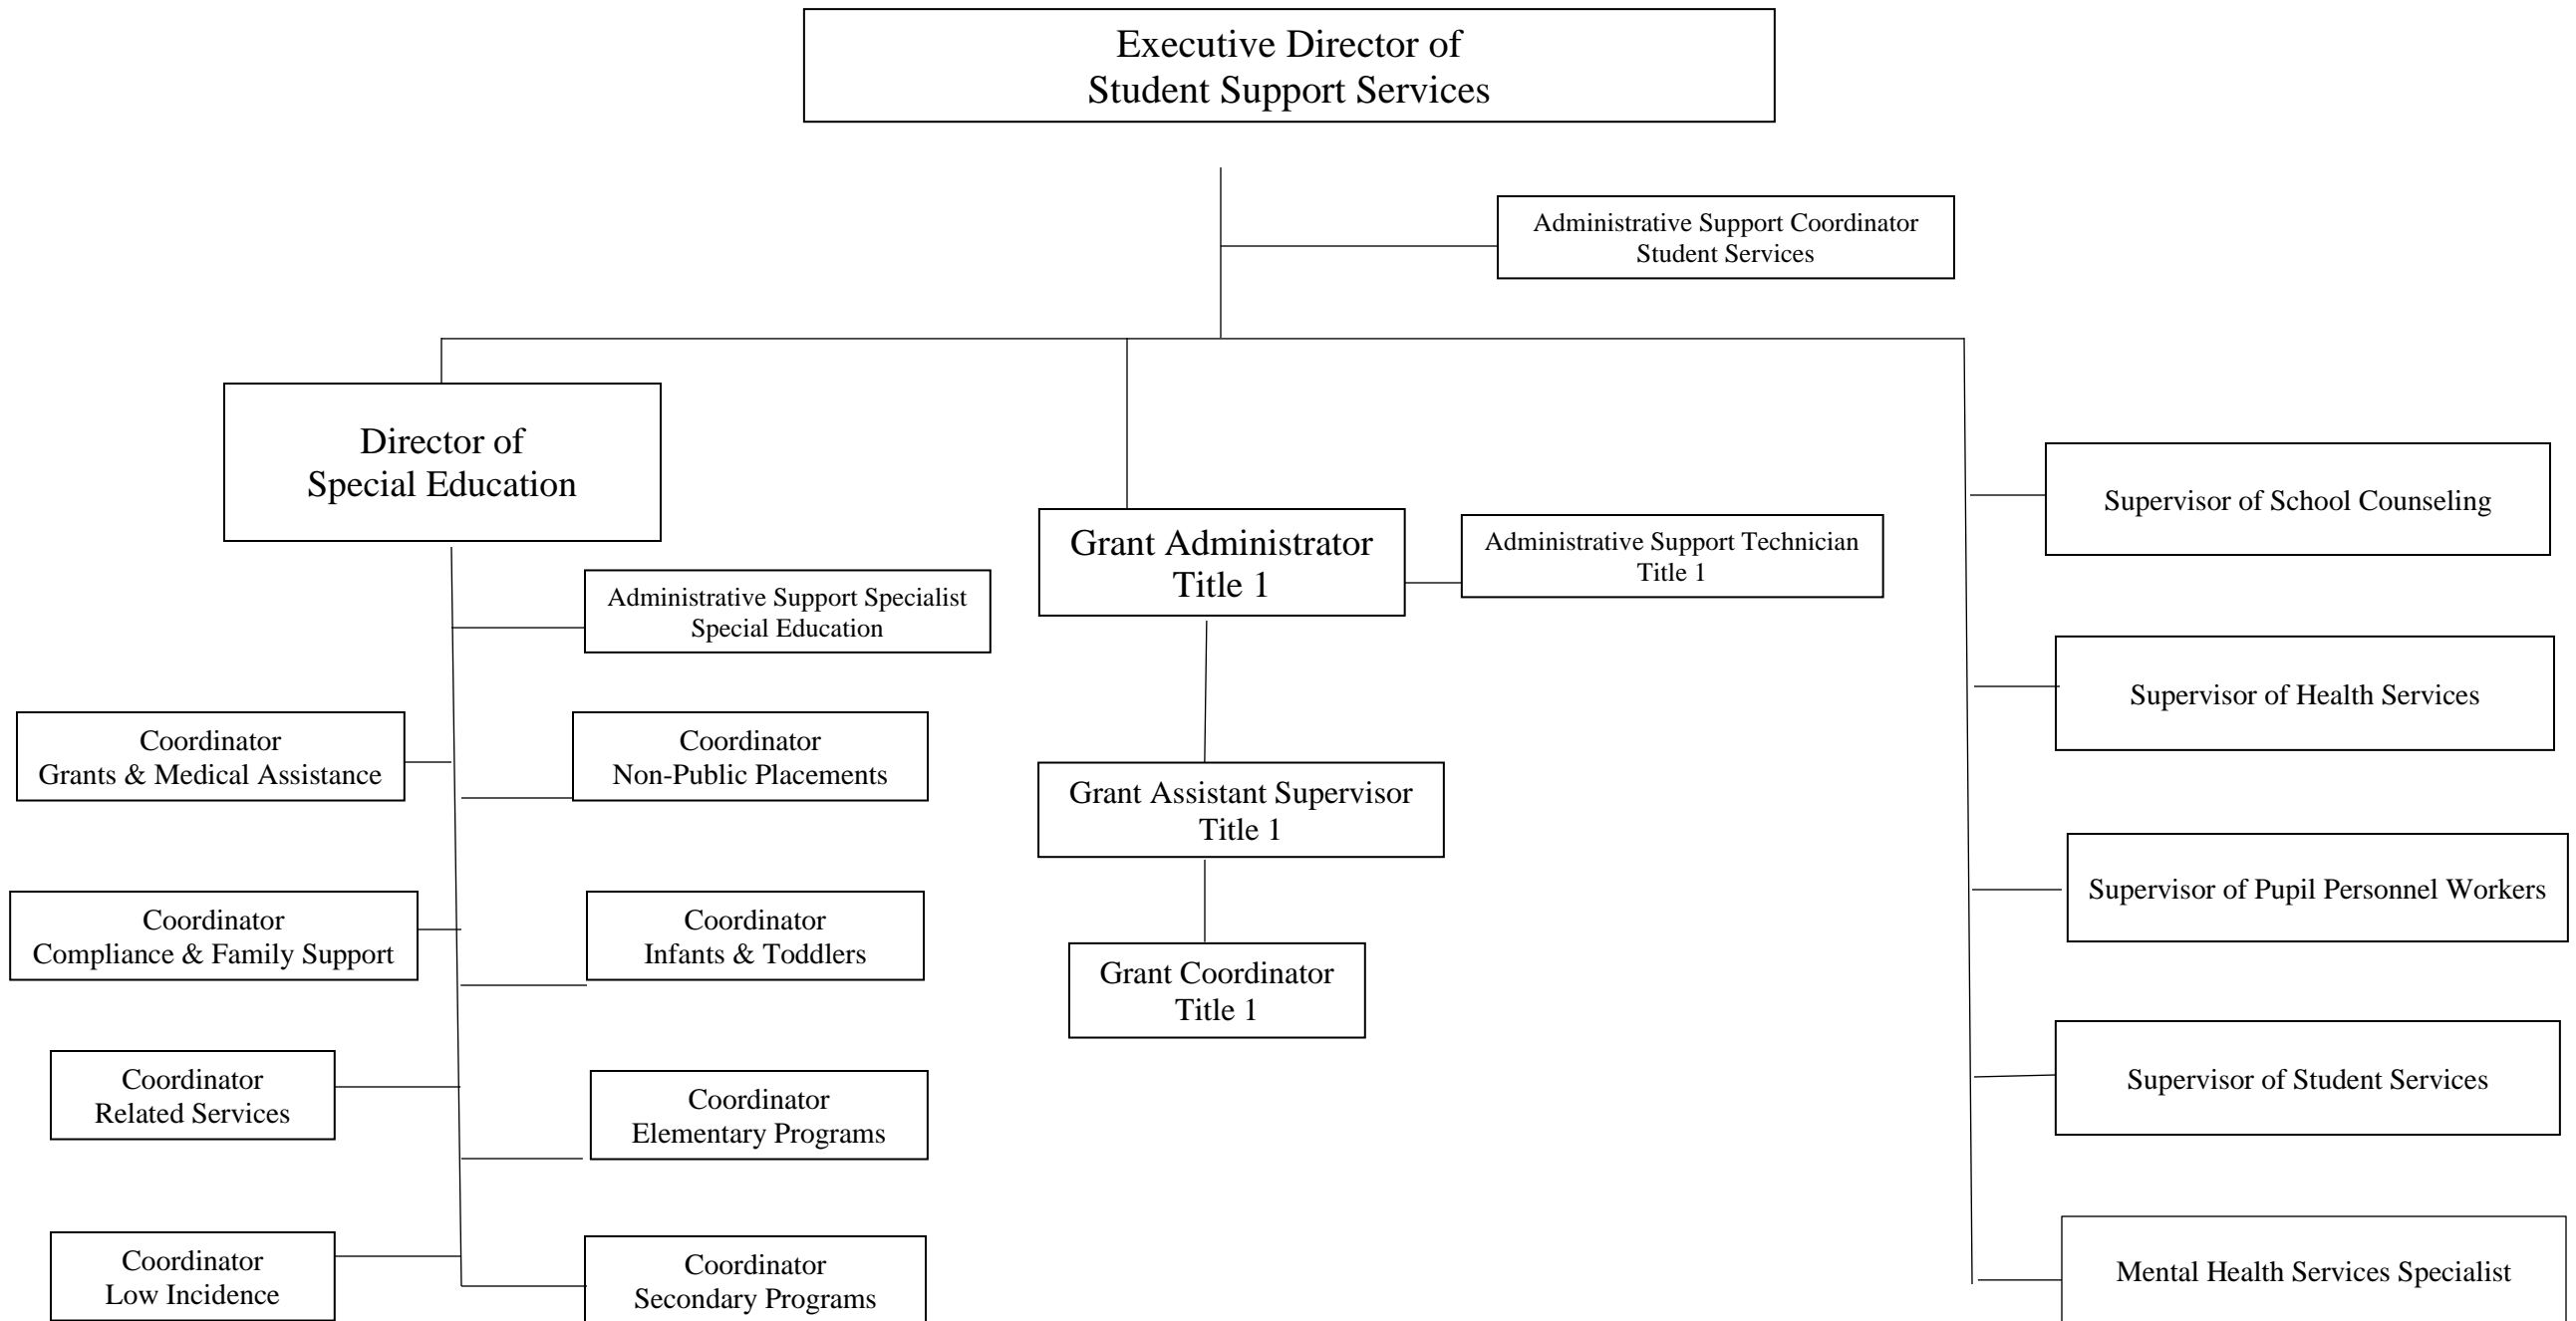 Executive Director of
Student Support Services
Administrative Support Coordinator
Student Services
Director of
Special Education
Administrative Support Specialist
Special Education
Coordinator
Grants & Medical Assistance
Coordinator
Non-Public Placements
Coordinator
Compliance & Family Support
Coordinator
Infants & Toddlers
Coordinator
Related Services
Coordinator
Elementary Programs
Coordinator
Low Incidence
Coordinator
Secondary Programs
Grant Administrator
Title 1
Administrative Support Technician
Title 1
Grant Assistant Supervisor
Title 1
Grant Coordinator
Title 1
Supervisor of School Counseling
Supervisor of Health Services
Supervisor of Pupil Personnel Workers
Supervisor of Student Services
Mental Health Services Specialist